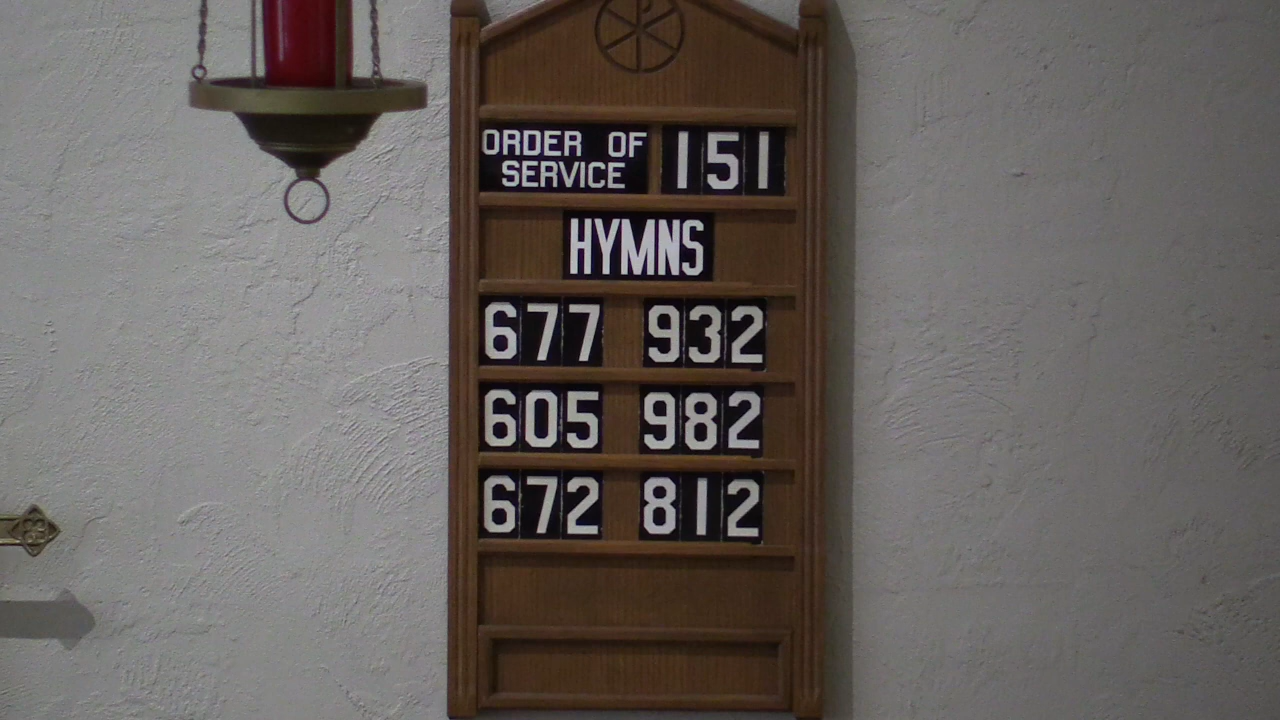 ORDER OF
SERVICE 151
HYMNS
677 932
605 982
672 812